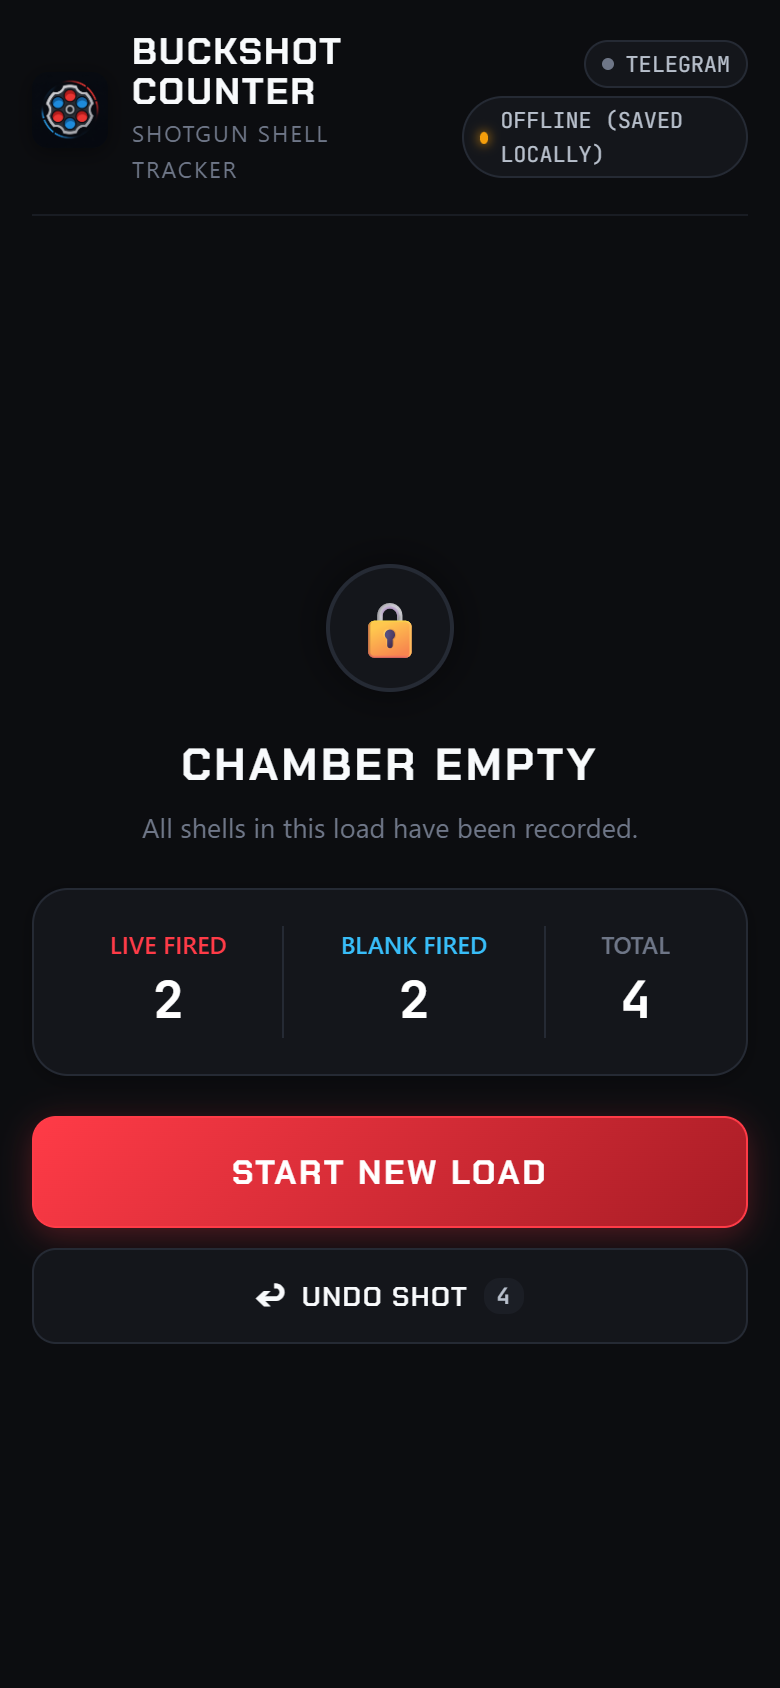 BUCKSHOT
COUNTER
SHOTGUN SHELL
TRACKER
TELEGRAM
OFFLINE (SAVED
LOCALLY)
CHAMBER EMPTY
All shells in this load have been recorded.
LIVE FIRED
2
BLANK FIRED
2
TOTAL
4
START NEW LOAD
UNDO SHOT 4